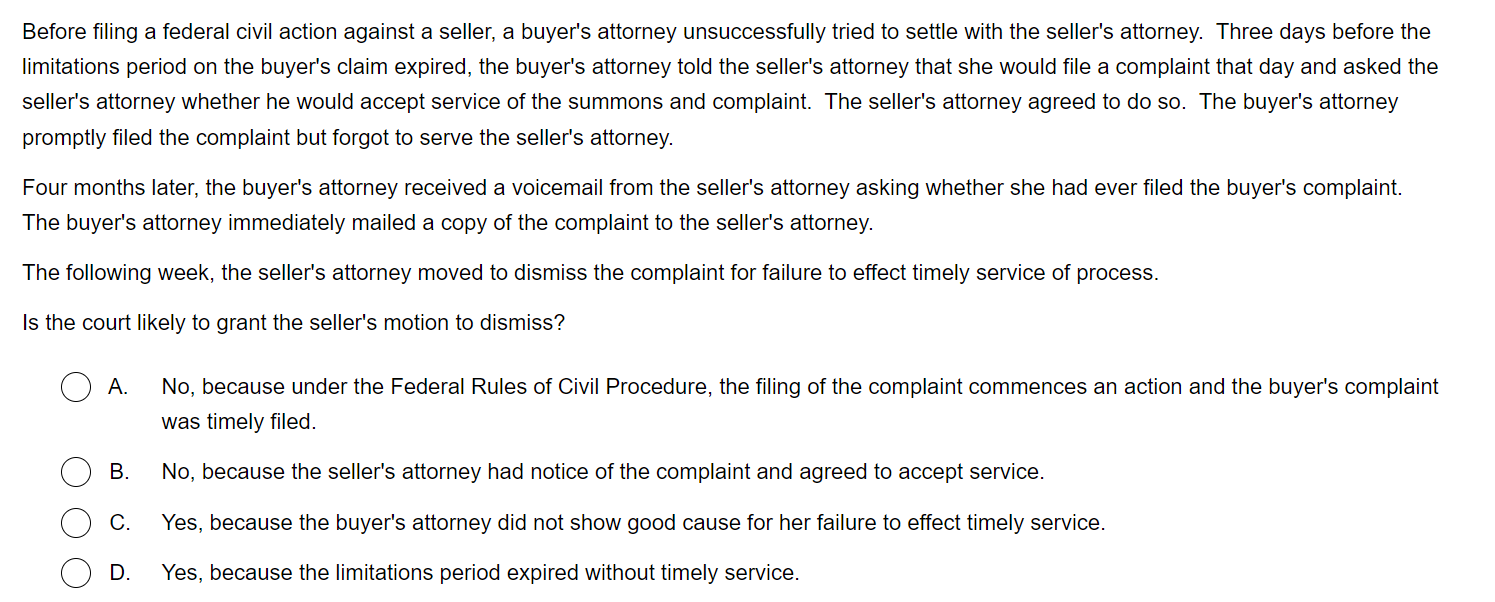 Before filing a federal civil action against a seller, a buyer's attorney unsuccessfully tried to settle with the seller's attorney.  Three days before the
limitations period on the buyer's claim expired, the buyer's attorney told the seller's attorney that she would file a complaint that day and asked the
seller's attorney whether he would accept service of the summons and complaint.  The seller's attorney agreed to do so.  The buyer's attorney
promptly filed the complaint but forgot to serve the seller's attorney.
Four months later, the buyer's attorney received a voicemail from the seller's attorney asking whether she had ever filed the buyer's complaint.
The buyer's attorney immediately mailed a copy of the complaint to the seller's attorney.
The following week, the seller's attorney moved to dismiss the complaint for failure to effect timely service of process.
Is the court likely to grant the seller's motion to dismiss?
A. No, because under the Federal Rules of Civil Procedure, the filing of the complaint commences an action and the buyer's complaint
was timely filed.
B. No, because the seller's attorney had notice of the complaint and agreed to accept service.
C. Yes, because the buyer's attorney did not show good cause for her failure to effect timely service.
D. Yes, because the limitations period expired without timely service.